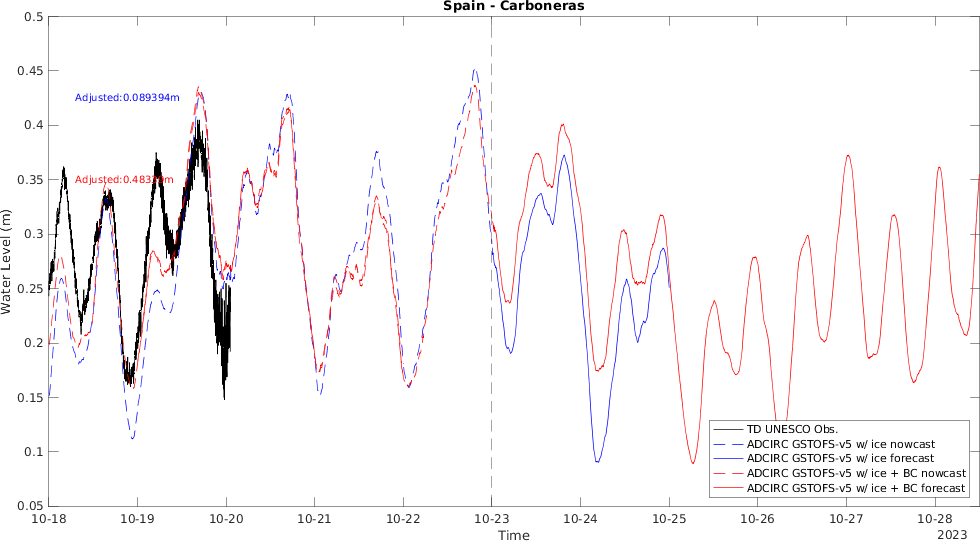 Spain - Carboneras
0.5
0.45
0.4
0.35
0.3
0.25
0.2
0.15
0.1
0.05
Water Level (m)
Adjusted:0.089394m
TD UNESCO Obs.
ADCIRC GSTOFS-v5 w/ ice nowcast
ADCIRC GSTOFS-v5 w/ ice forecast
ADCIRC GSTOFS-v5 w/ ice + BC nowcast
ADCIRC GSTOFS-v5 w/ ice + BC forecast
10-18 10-19 10-20 10-21 10-22 10-23 10-24 10-25 10-26 10-27 10-28
Time
2023